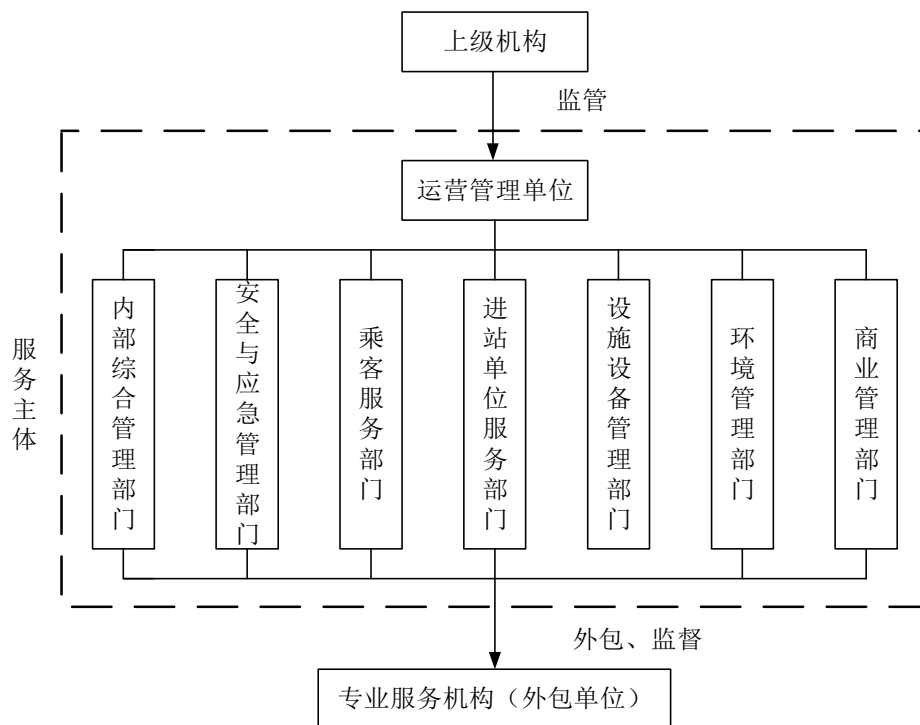 上级机构
监管
运营管理单位
服务主体
内部综合管理部门
安全与应急管理部门
乘客服务部门
进站单位服务部门
设施设备管理部门
环境管理部门
商业管理部门
外包、监督
专业服务机构（外包单位）